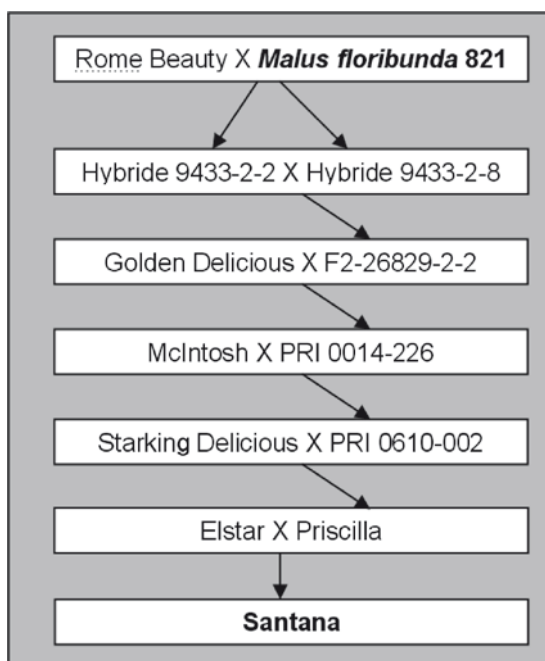 Rome Beauty X Malus floribunda 821
Hybride 9433-2-2 X Hybride 9433-2-8
Golden Delicious X F2-26829-2-2
McIntosh X PRI 0014-226
Starking Delicious X PRI 0610-002
Elstar X Priscilla
Santana